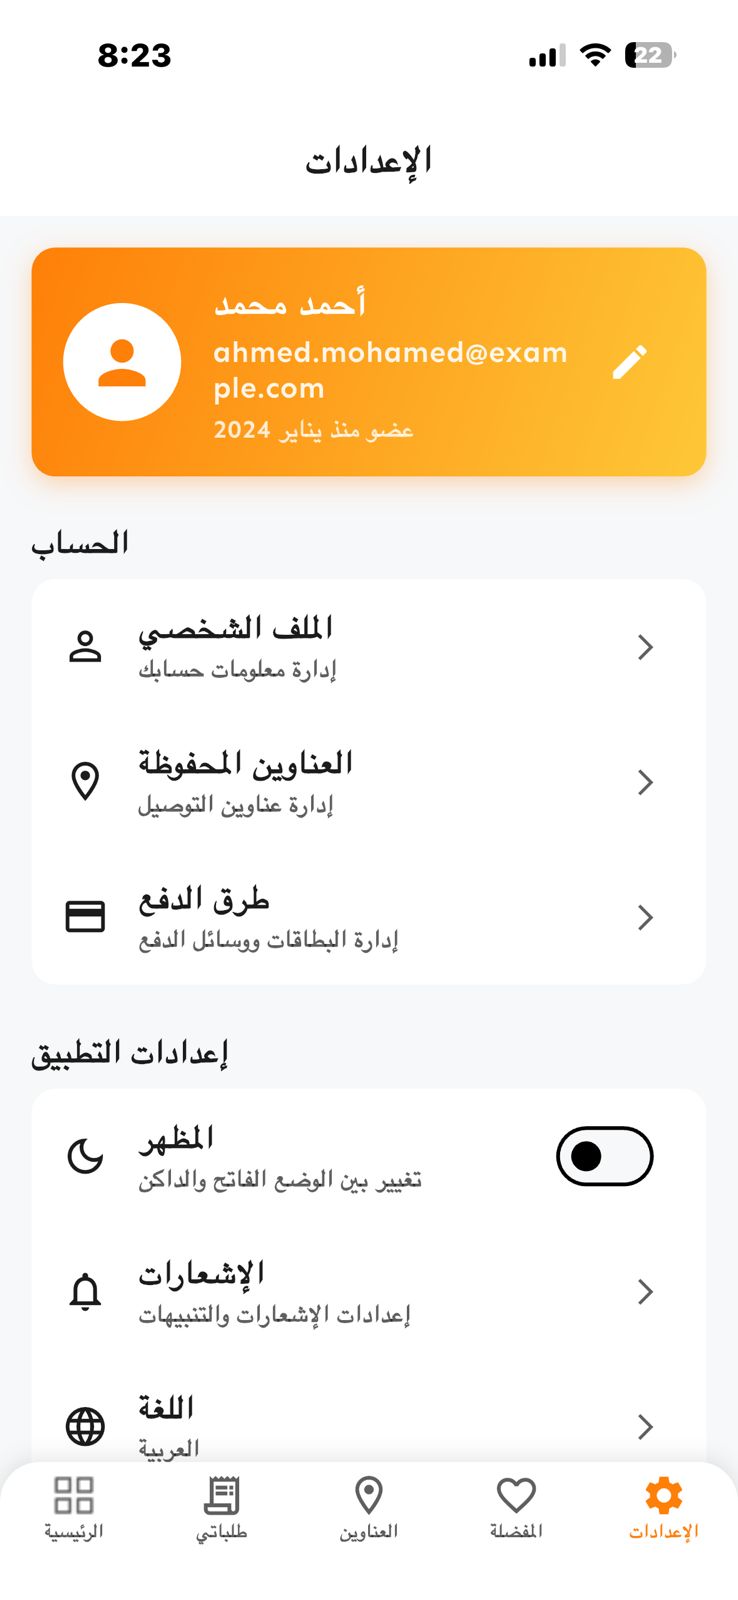 8:23
22
الإعدادات
أحمد محمد
ahmed.mohamed@exam
ple.com
عضو منذ يناير 2024
الحساب
الملف الشخصي
إدارة معلومات حسابك
العناوين المحفوظة
إدارة عناوين التوصيل
طرق الدفع
إدارة البطاقات ووسائل الدفع
إعدادات التطبيق
المظهر
تغيير بين الوضع الفاتح والداكن
الإشعارات
إعدادات الإشعارات والتنبيهات
اللغة
العربية
الرئيسية
طلباتي
العناوين
المفضلة
الإعدادات